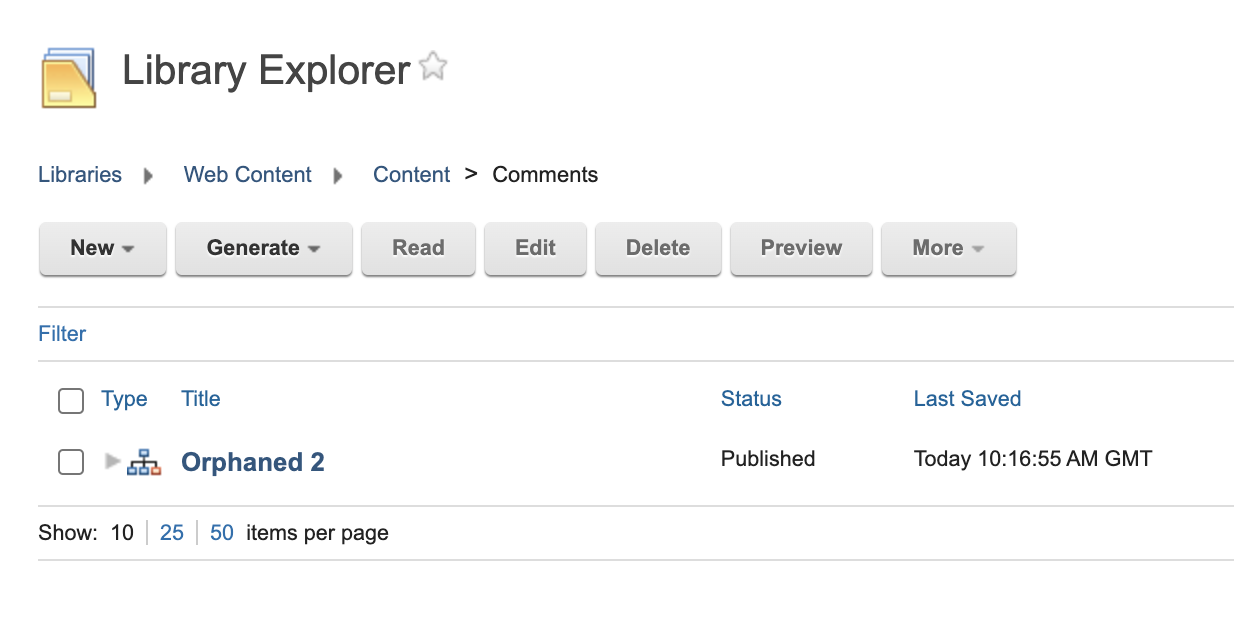 Library Explorer
Libraries Web Content Content > Comments
New Generate Read Edit Delete Preview More
Filter
Type Title Status Last Saved
Orphaned 2 Published Today 10:16:55 AM GMT
Show: 10 25 50 items per page